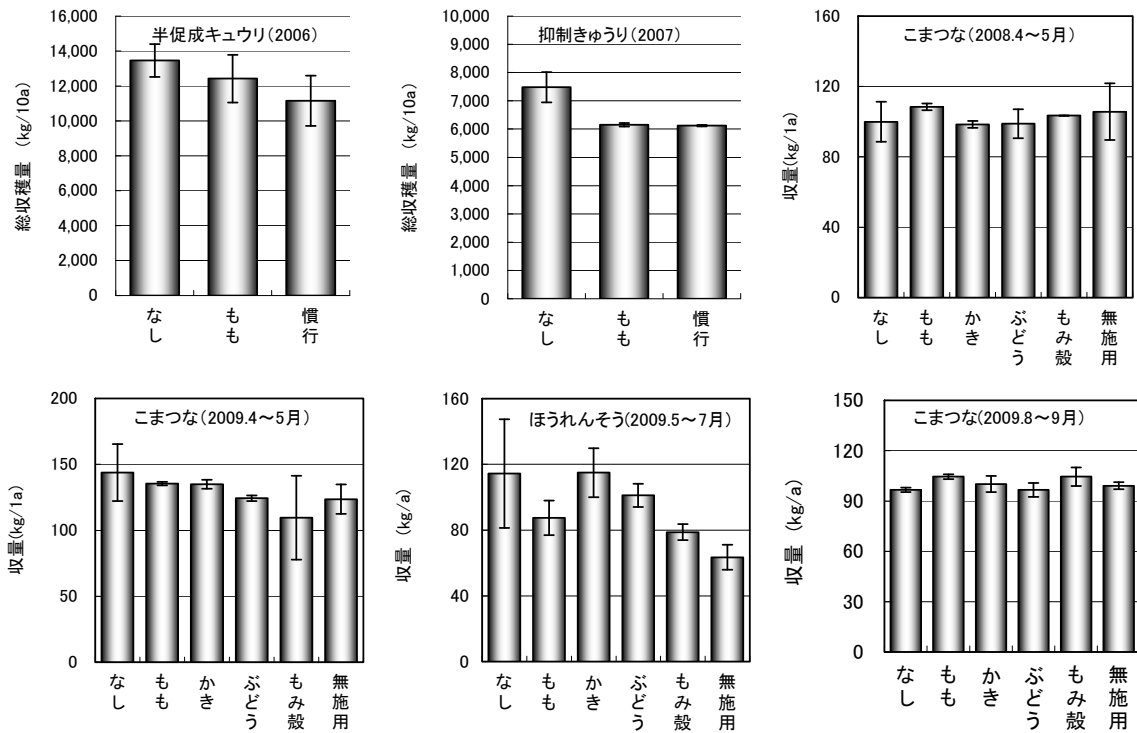 半促成キュウリ(2006)
総収穫量 (kg/10a)
16,000
14,000
12,000
10,000
8,000
6,000
4,000
2,000
0
なし
もも
慣行
抑制きゅうり(2007)
総収穫量 (kg/10a)
10,000
9,000
8,000
7,000
6,000
5,000
4,000
3,000
2,000
1,000
0
なし
もも
慣行
こまつな(2008.4～5月)
収量(kg/1a)
160
120
80
40
0
なし
もも
かき
ぶどう
もみ殻
無施用
こまつな(2009.4～5月)
収量(kg/1a)
200
150
100
50
0
なし
もも
かき
ぶどう
もみ殻
無施用
ほうれんそう(2009.5～7月)
収量 (kg/a)
160
120
80
40
0
なし
もも
かき
ぶどう
もみ殻
無施用
こまつな(2009.8～9月)
収量 (kg/a)
150
120
90
60
30
0
なし
もも
かき
ぶどう
もみ殻
無施用